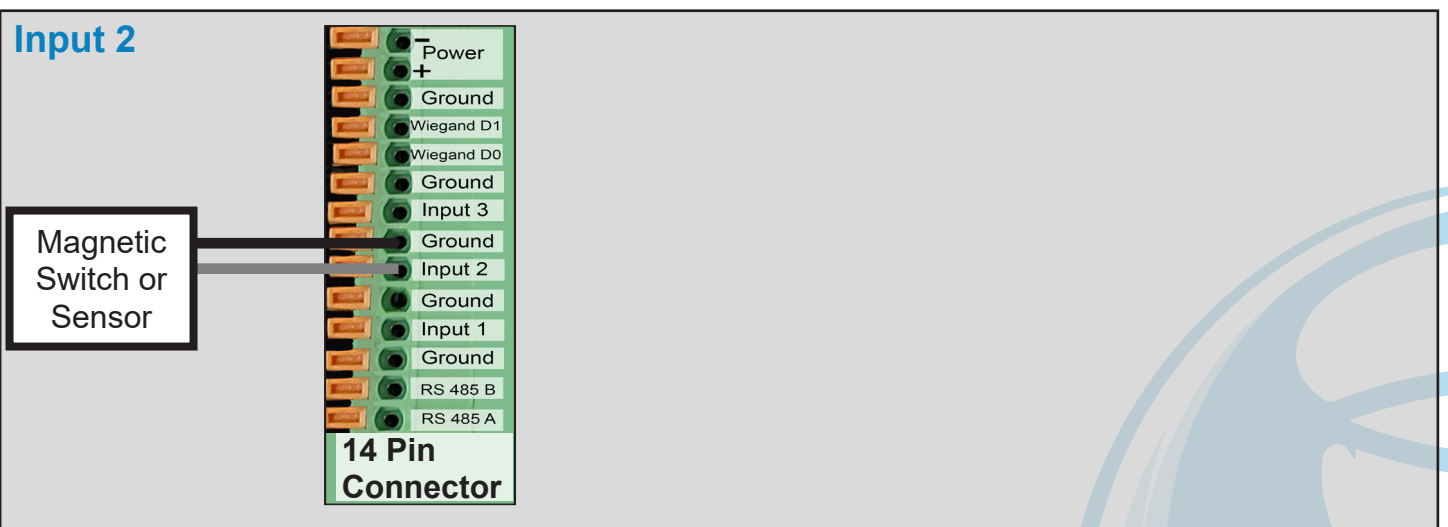 Input 2
-
Power
+
Ground
Wiegand D1
Wiegand D0
Ground
Input 3
Magnetic
Switch or
Sensor
Ground
Input 2
Ground
Input 1
Ground
RS 485 B
RS 485 A
14 Pin
Connector